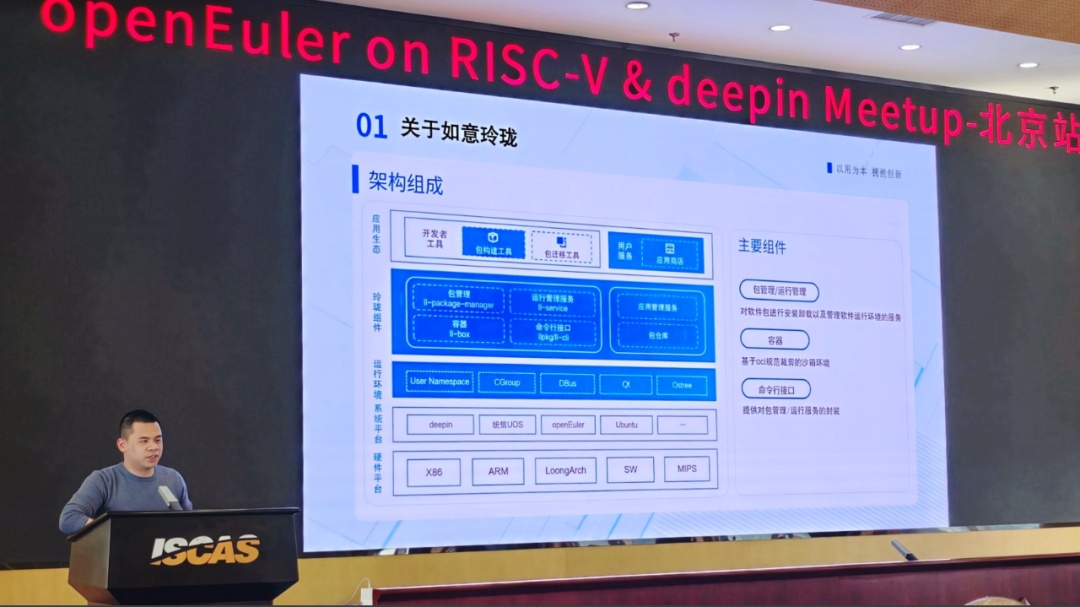 openEuler on RISC-V & deepin Meetup-北京站
01 关于如意玲珑
以用为本 拥抱创新
架构组成
应用生态
开发者工具
包构建工具
包迁移工具
用户服务
应用商店
玲珑组件
包管理
ll-package-manager
运行管理服务
ll-service
容器
ll-box
命令行接口
llpkg/ll-cli
应用管理服务
包仓库
运行环境
User Namespace
CGroup
DBus
Qt
Ostree
系统平台
deepin
统信UOS
openEuler
Ubuntu
...
硬件平台
X86
ARM
LoongArch
SW
MIPS
主要组件
包管理/运行管理
对软件包进行安装卸载以及管理软件运行环境的服务
容器
基于oci规范裁剪的沙箱环境
命令行接口
提供对包管理/运行服务的封装
ISCAS